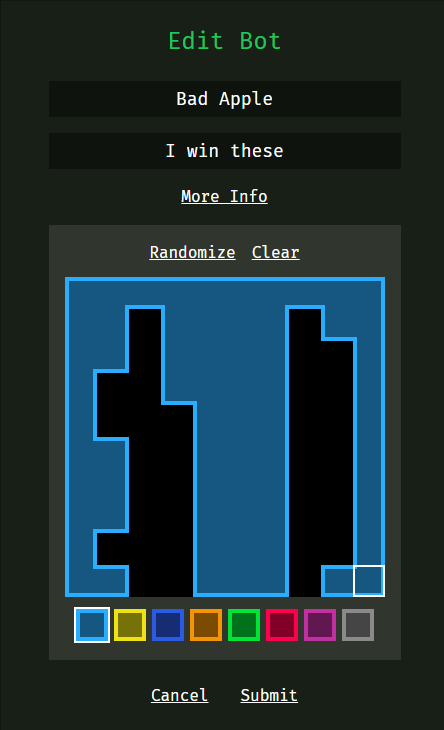 Edit Bot
Bad Apple
I win these
More Info
Randomize Clear
Cancel Submit